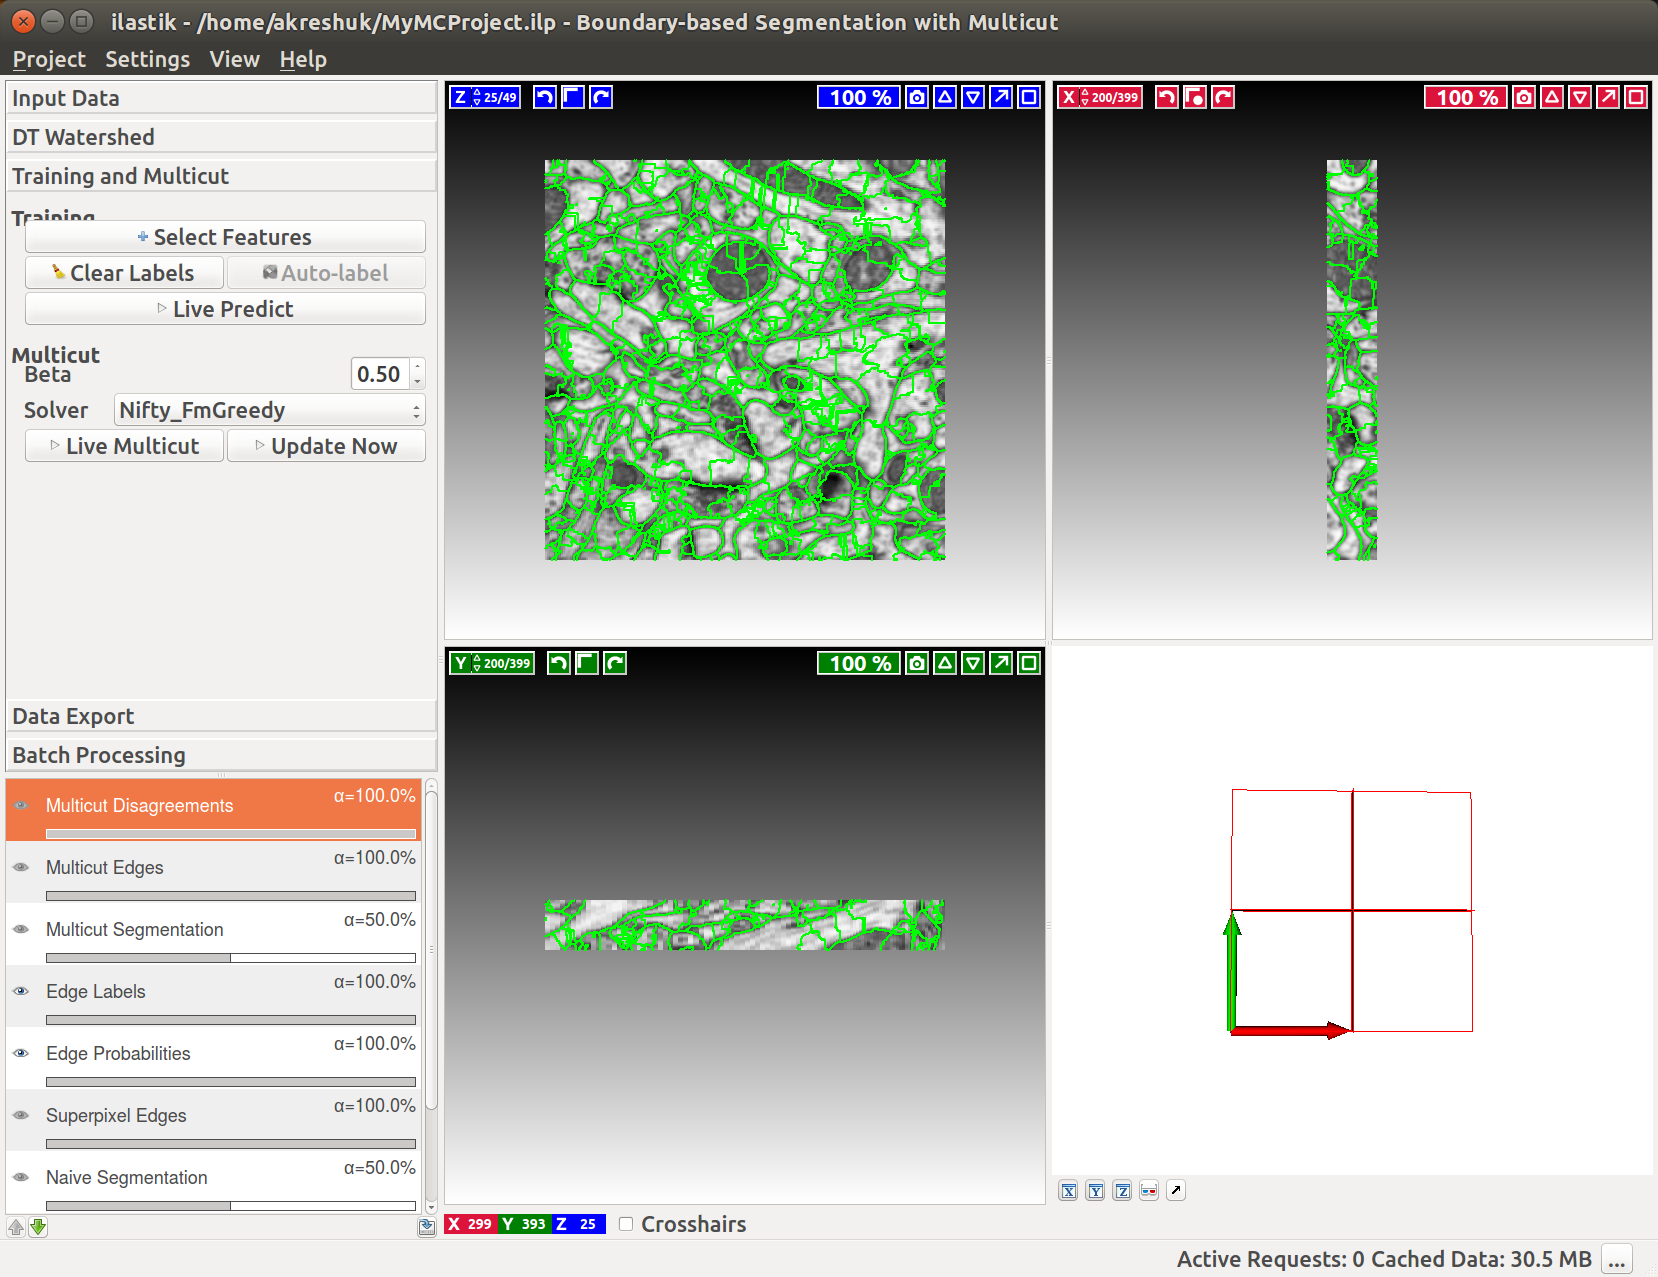 ilastik - /home/akreshuk/MyMCProject.ilp - Boundary-based Segmentation with Multicut
Project Settings View Help
Input Data
DT Watershed
Training and Multicut
Training
Select Features
Clear Labels Auto-label
Live Predict
Multicut
Beta 0.50
Solver Nifty_FmGreedy
Live Multicut Update Now
Data Export
Batch Processing
Multicut Disagreements α=100.0%
Multicut Edges α=100.0%
Multicut Segmentation α=50.0%
Edge Labels α=100.0%
Edge Probabilities α=100.0%
Superpixel Edges α=100.0%
Naive Segmentation α=50.0%
Z 25/49 100 %
X 200/399 100 %
Y 200/399 100 %
X Y Z
X 299 Y 393 Z 25 Crosshairs
Active Requests: 0 Cached Data: 30.5 MB ...